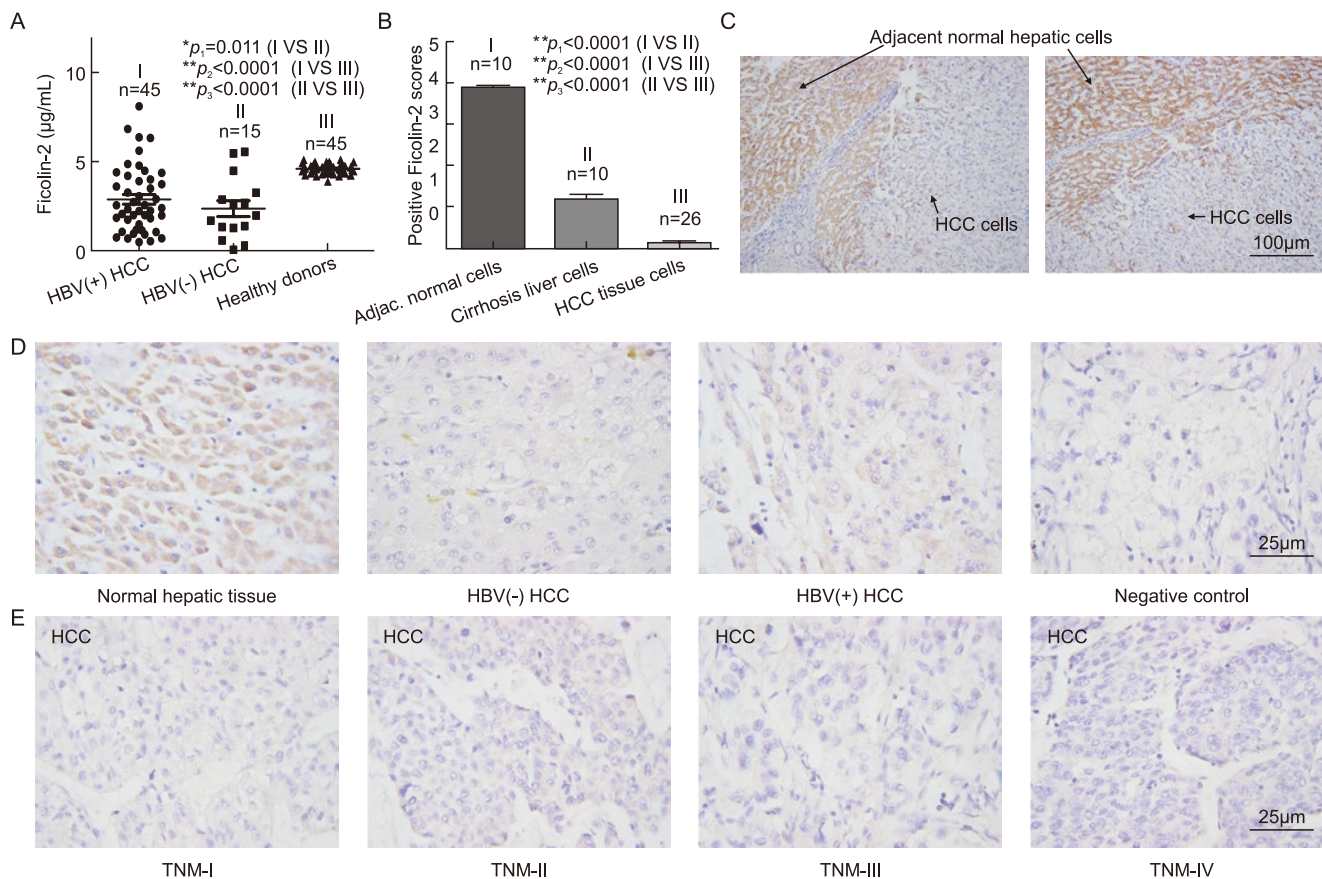 A
*p1=0.011 (I VS II)
**p2<0.0001 (I VS III)
**p3<0.0001 (II VS III)
Ficolin-2 (μg/mL)
10
5
0
I
n=45
II
n=15
III
n=45
HBV(+) HCC
HBV(-) HCC
Healthy donors
B
**p1<0.0001 (I VS II)
**p2<0.0001 (I VS III)
**p3<0.0001 (II VS III)
Positive Ficolin-2 scores
5
4
3
2
1
0
I
n=10
II
n=10
III
n=26
Adjac. normal cells
Cirrhosis liver cells
HCC tissue cells
C
Adjacent normal hepatic cells
HCC cells
HCC cells
100μm
D
25μm
Normal hepatic tissue
HBV(-) HCC
HBV(+) HCC
Negative control
E
HCC
HCC
HCC
HCC
25μm
TNM-I
TNM-II
TNM-III
TNM-IV